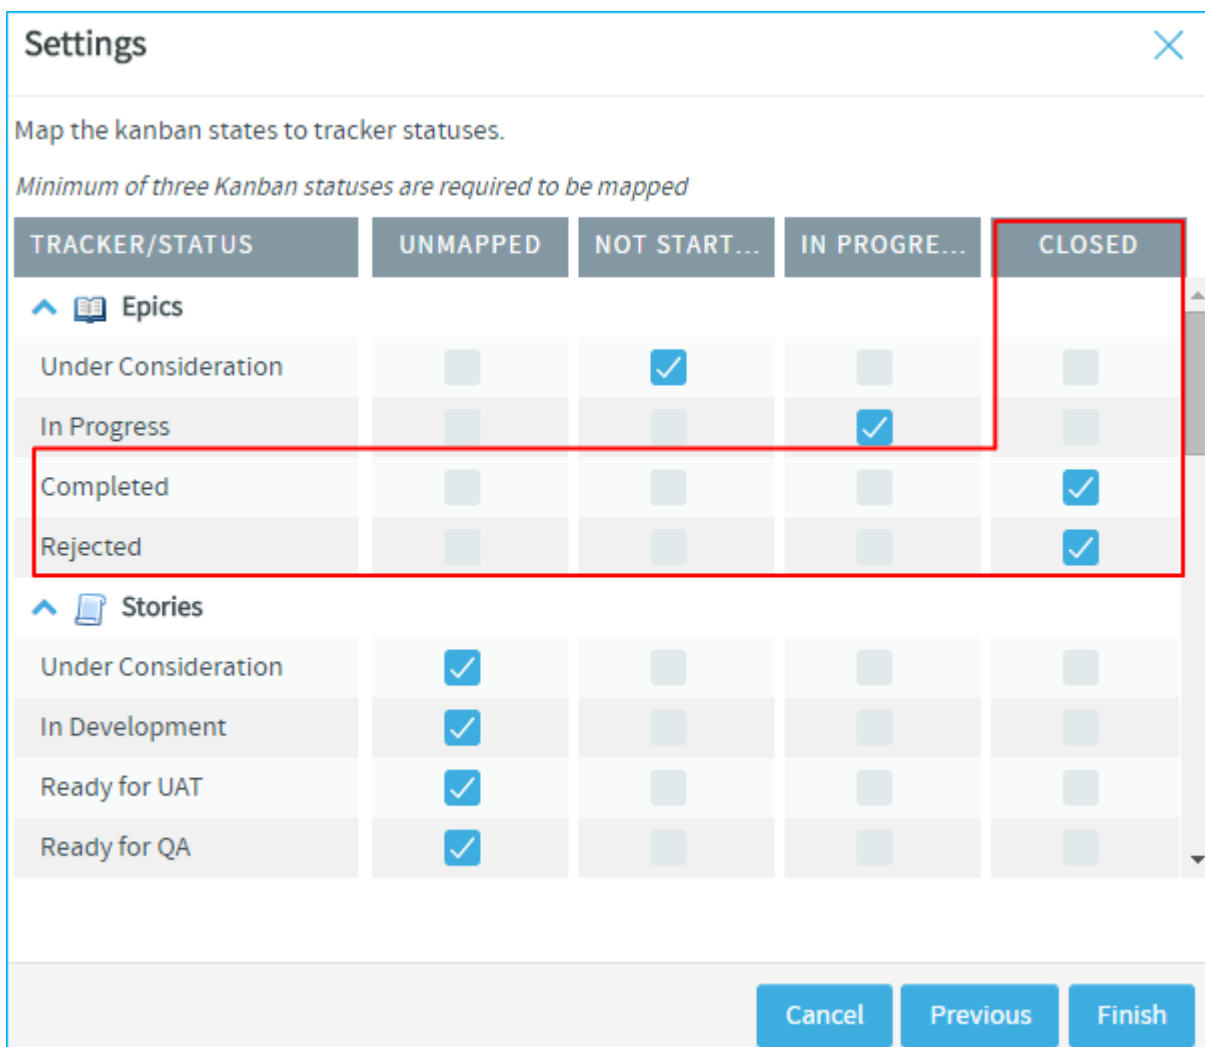 Settings
Map the kanban states to tracker statuses.
Minimum of three Kanban statuses are required to be mapped
TRACKER/STATUS UNMAPPED NOT START... IN PROGRE... CLOSED
Epics
Under Consideration
In Progress
Completed
Rejected
Stories
Under Consideration
In Development
Ready for UAT
Ready for QA
Cancel Previous Finish